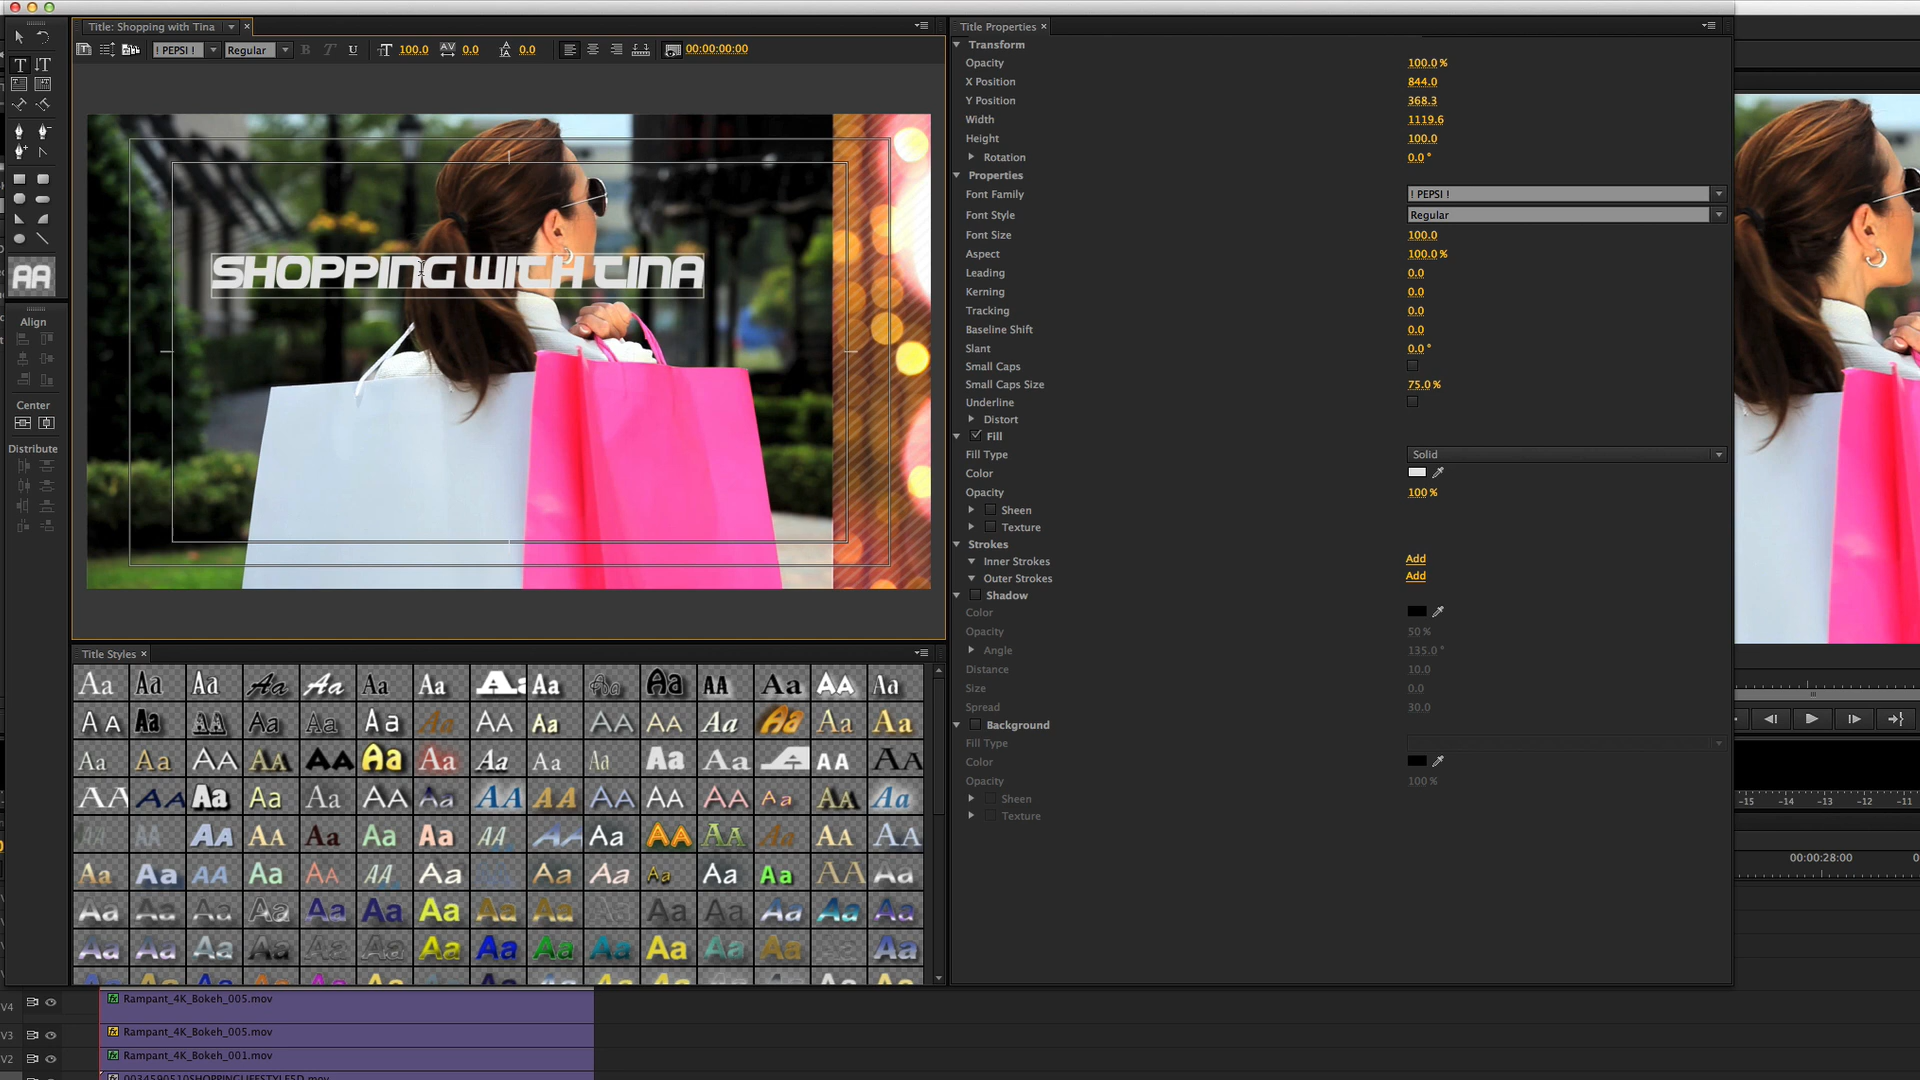 Title: Shopping with Tina
! PEPSI !
Regular
B
T
U
100.0
0.0
0.0
00:00:00:00
SHOPPING WITH TINA
AA
Align
Center
Distribute
Title Properties
Transform
Opacity 100.0 %
X Position 844.0
Y Position 368.3
Width 1119.6
Height 100.0
Rotation 0.0 °
Properties
Font Family ! PEPSI !
Font Style Regular
Font Size 100.0
Aspect 100.0 %
Leading 0.0
Kerning 0.0
Tracking 0.0
Baseline Shift 0.0
Slant 0.0 °
Small Caps
Small Caps Size 75.0 %
Underline
Distort
Fill
Fill Type Solid
Color
Opacity 100 %
Sheen
Texture
Strokes
Inner Strokes Add
Outer Strokes Add
Shadow
Color
Opacity 50 %
Angle 135.0 °
Distance 10.0
Size 0.0
Spread 30.0
Background
Fill Type
Color
Opacity 100 %
Sheen
Texture
Title Styles
-15 -14 -13 -12 -11
00:00:28:00
V4 Rampant_4K_Bokeh_005.mov
V3 Rampant_4K_Bokeh_005.mov
V2 Rampant_4K_Bokeh_001.mov